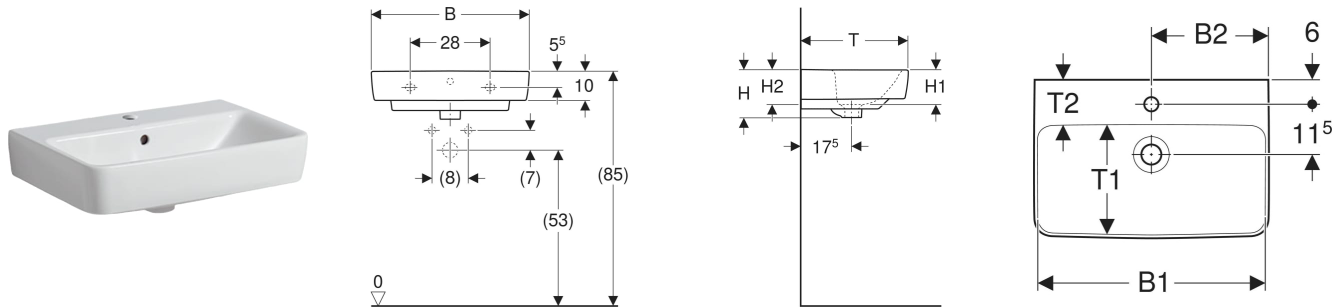 B
28
5⁵
10
(8)
(7)
(53)
(85)
0
T
H
H2
H1
17⁵
B2
6
T2
11⁵
T1
B1